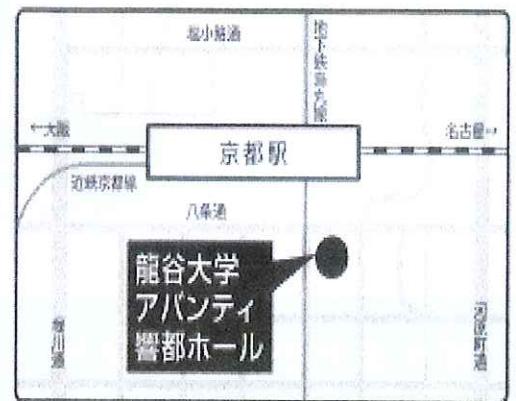 塩小路通
地下鉄烏丸線
←大阪
名古屋→
京都駅
近鉄京都線
八条通
龍谷大学
アバンティ
響都ホール
堀川通
河原町通